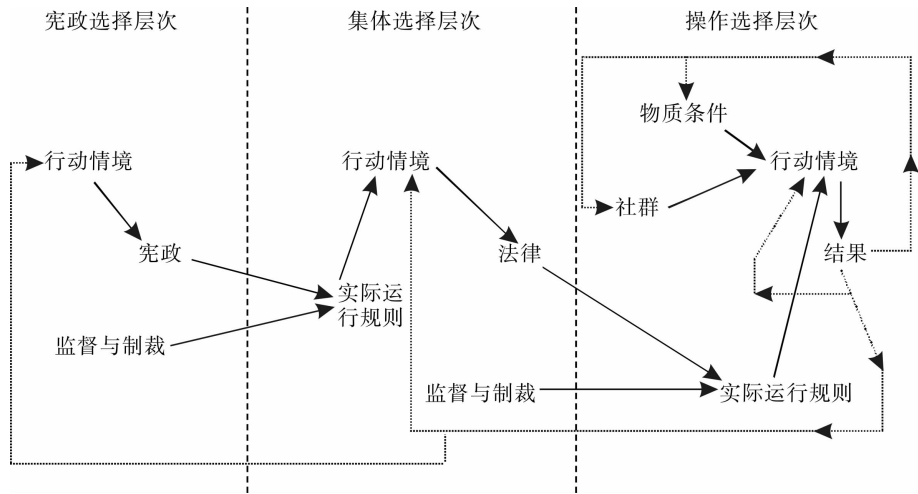 宪政选择层次
集体选择层次
操作选择层次
物质条件
行动情境
行动情境
行动情境
社群
宪政
法律
结果
实际运
行规则
监督与制裁
监督与制裁
实际运行规则